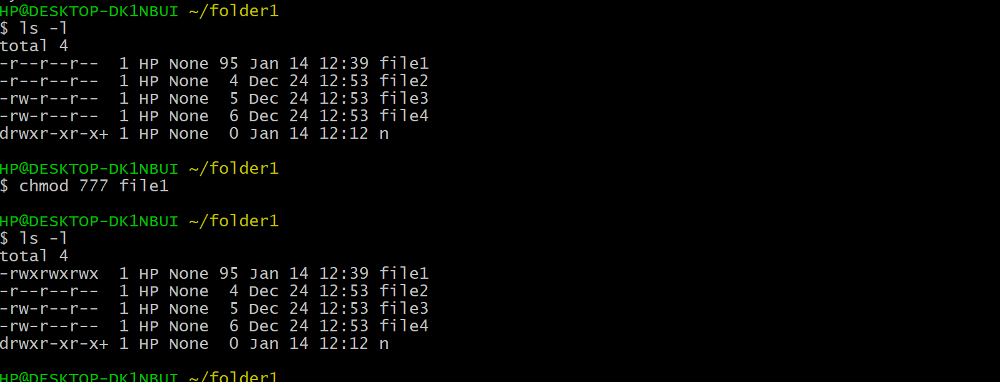 HP@DESKTOP-DK1NBUI ~/folder1
$ ls -l
total 4
-r--r--r--  1 HP None 95 Jan 14 12:39 file1
-r--r--r--  1 HP None  4 Dec 24 12:53 file2
-rw-r--r--  1 HP None  5 Dec 24 12:53 file3
-rw-r--r--  1 HP None  6 Dec 24 12:53 file4
drwxr-xr-x+ 1 HP None  0 Jan 14 12:12 n
HP@DESKTOP-DK1NBUI ~/folder1
$ chmod 777 file1
HP@DESKTOP-DK1NBUI ~/folder1
$ ls -l
total 4
-rwxrwxrwx  1 HP None 95 Jan 14 12:39 file1
-r--r--r--  1 HP None  4 Dec 24 12:53 file2
-rw-r--r--  1 HP None  5 Dec 24 12:53 file3
-rw-r--r--  1 HP None  6 Dec 24 12:53 file4
drwxr-xr-x+ 1 HP None  0 Jan 14 12:12 n
HP@DESKTOP-DK1NBUI ~/folder1